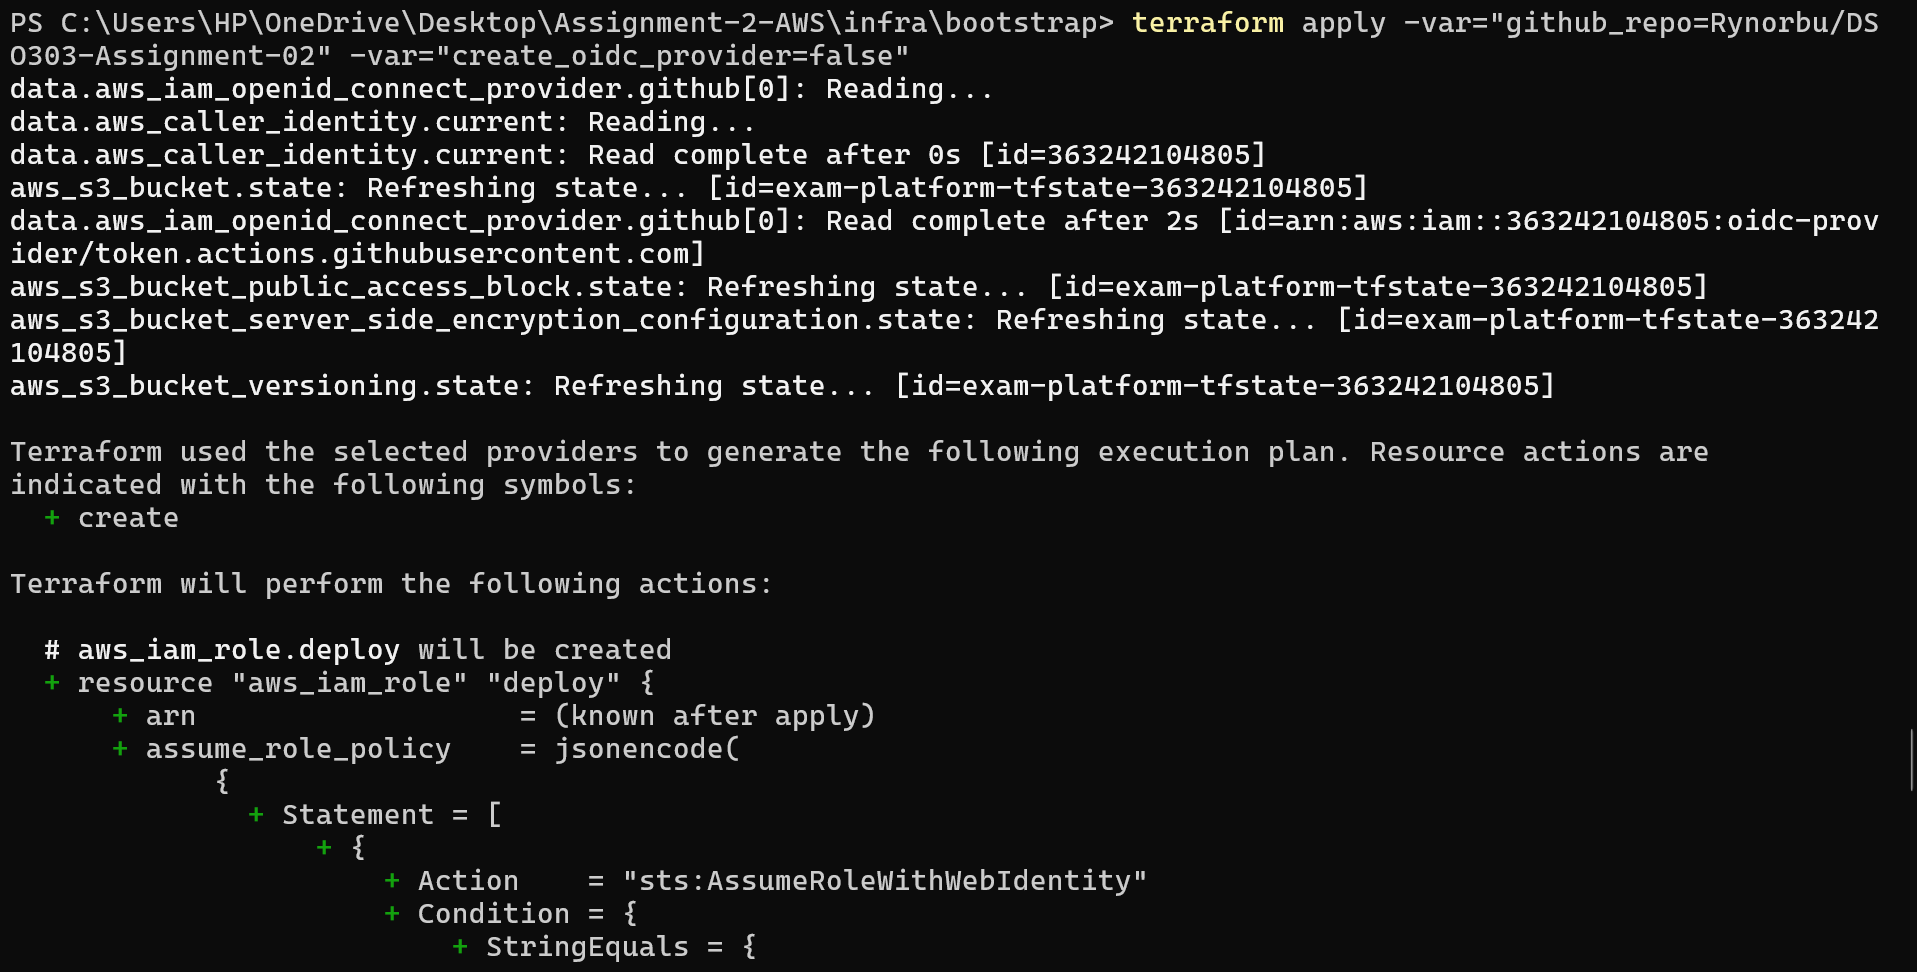 PS C:\Users\HP\OneDrive\Desktop\Assignment-2-AWS\infra\bootstrap> terraform apply -var="github_repo=Rynorbu/DS
O303-Assignment-02" -var="create_oidc_provider=false"
data.aws_iam_openid_connect_provider.github[0]: Reading...
data.aws_caller_identity.current: Reading...
data.aws_caller_identity.current: Read complete after 0s [id=363242104805]
aws_s3_bucket.state: Refreshing state... [id=exam-platform-tfstate-363242104805]
data.aws_iam_openid_connect_provider.github[0]: Read complete after 2s [id=arn:aws:iam::363242104805:oidc-prov
ider/token.actions.githubusercontent.com]
aws_s3_bucket_public_access_block.state: Refreshing state... [id=exam-platform-tfstate-363242104805]
aws_s3_bucket_server_side_encryption_configuration.state: Refreshing state... [id=exam-platform-tfstate-363242
104805]
aws_s3_bucket_versioning.state: Refreshing state... [id=exam-platform-tfstate-363242104805]

Terraform used the selected providers to generate the following execution plan. Resource actions are
indicated with the following symbols:
  + create

Terraform will perform the following actions:

  # aws_iam_role.deploy will be created
  + resource "aws_iam_role" "deploy" {
      + arn                   = (known after apply)
      + assume_role_policy    = jsonencode(
            {
              + Statement = [
                  + {
                      + Action    = "sts:AssumeRoleWithWebIdentity"
                      + Condition = {
                          + StringEquals = {